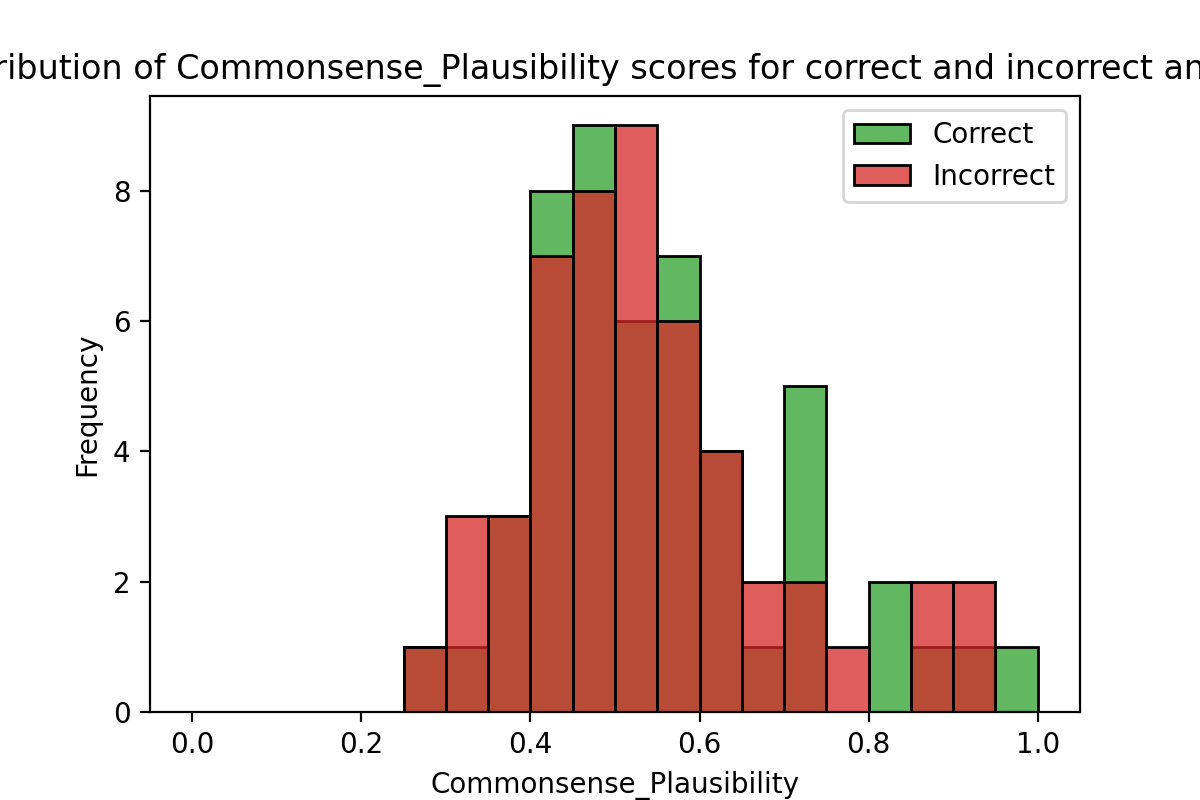 ribution of Commonsense_Plausibility scores for correct and incorrect an
Correct
Incorrect
Frequency
8
6
4
2
0
0.0 0.2 0.4 0.6 0.8 1.0
Commonsense_Plausibility